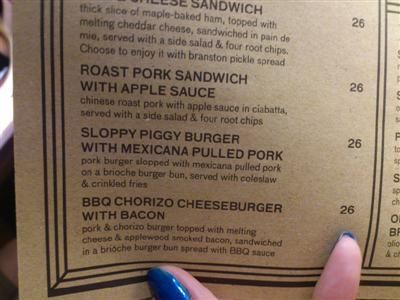 CHEESE SANDWICH
thick slice of maple-baked ham, topped with 26
melting cheddar cheese, sandwiched in pain de
mie, served with a side salad & four root chips.
Choose to enjoy it with branston pickle spread
ROAST PORK SANDWICH
WITH APPLE SAUCE 26
chinese roast pork with apple sauce in ciabatta,
served with a side salad & four root chips
SLOPPY PIGGY BURGER
WITH MEXICANA PULLED PORK 26
pork burger slopped with mexicana pulled pork
on a brioche burger bun, served with coleslaw
& crinkled fries
BBQ CHORIZO CHEESEBURGER 26
WITH BACON
pork & chorizo burger topped with melting
cheese & applewood smoked bacon, sandwiched
in a brioche burger bun spread with BBQ sauce